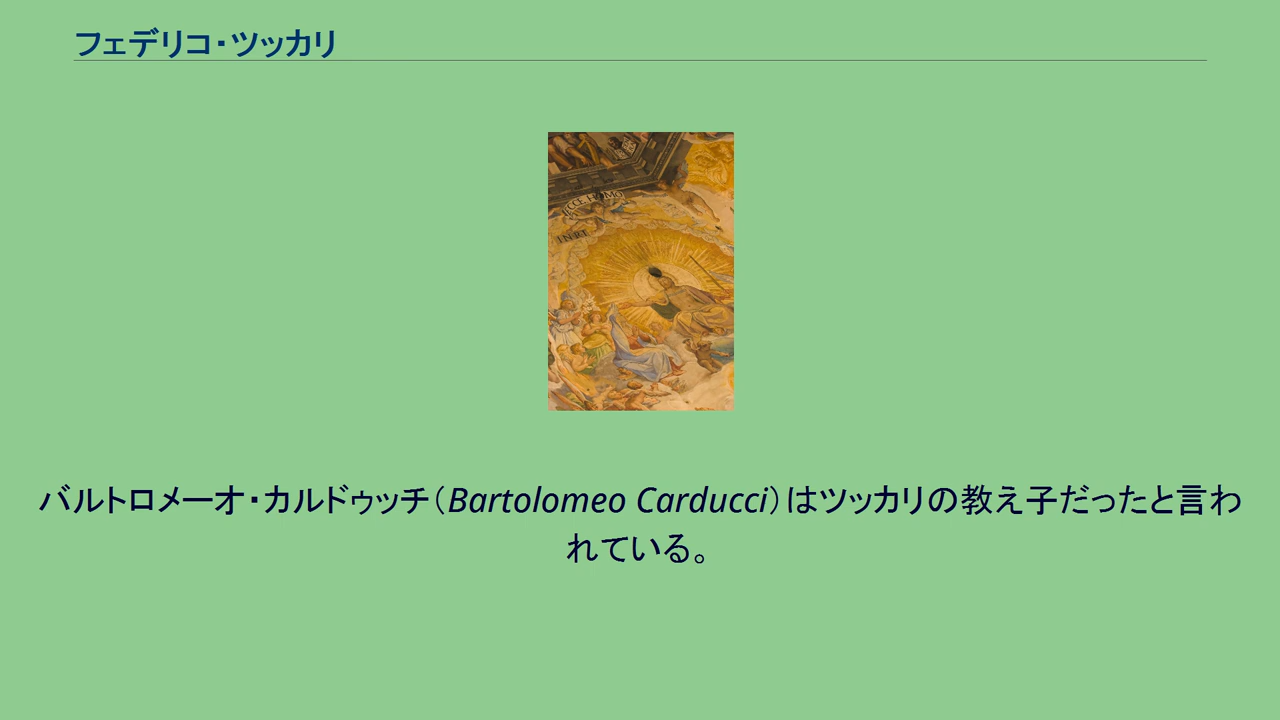 フェデリコ・ツッカリ
ECCE HOMO
I.N.R.I.
バルトロメーオ・カルドゥッチ（Bartolomeo Carducci）はツッカリの教え子だったと言わ
れている。